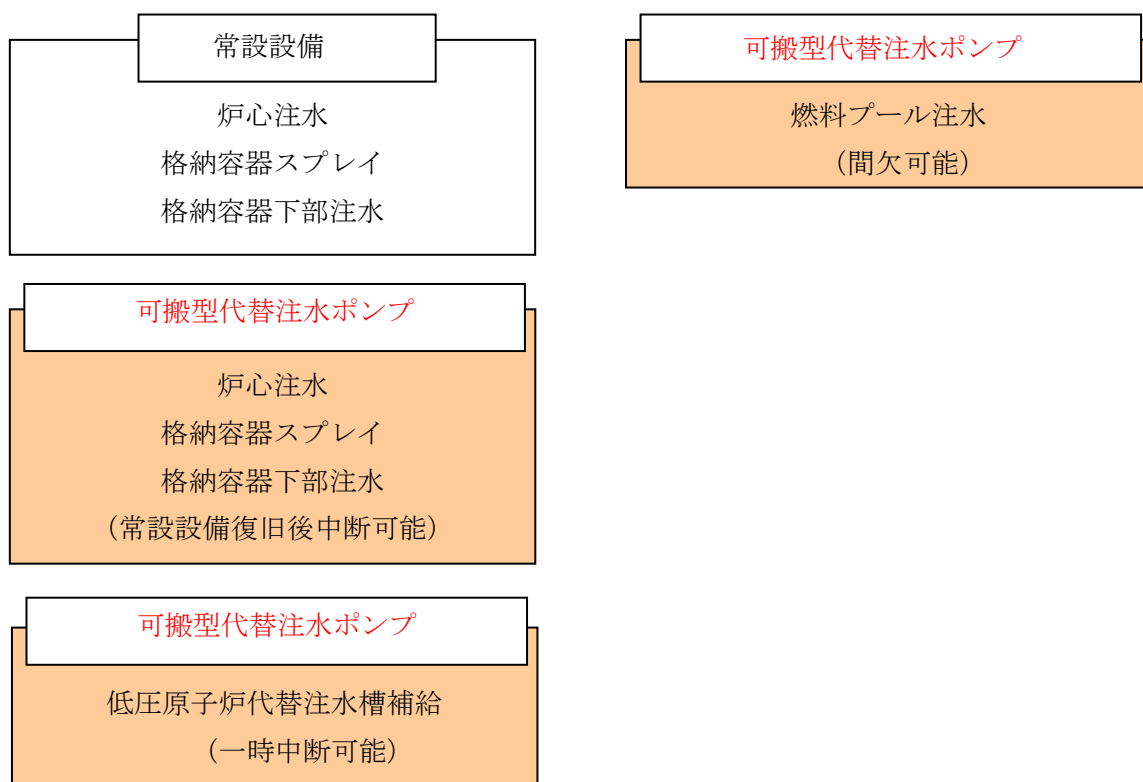 常設設備
炉心注水
格納容器スプレイ
格納容器下部注水
可搬型代替注水ポンプ
燃料プール注水
（間欠可能）
可搬型代替注水ポンプ
炉心注水
格納容器スプレイ
格納容器下部注水
（常設設備復旧後中断可能）
可搬型代替注水ポンプ
低圧原子炉代替注水槽補給
（一時中断可能）